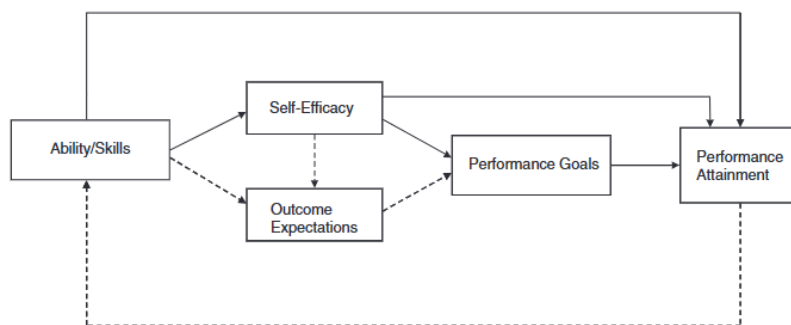 Self-Efficacy
Ability/Skills
Performance Goals
Performance
Attainment
Outcome
Expectations